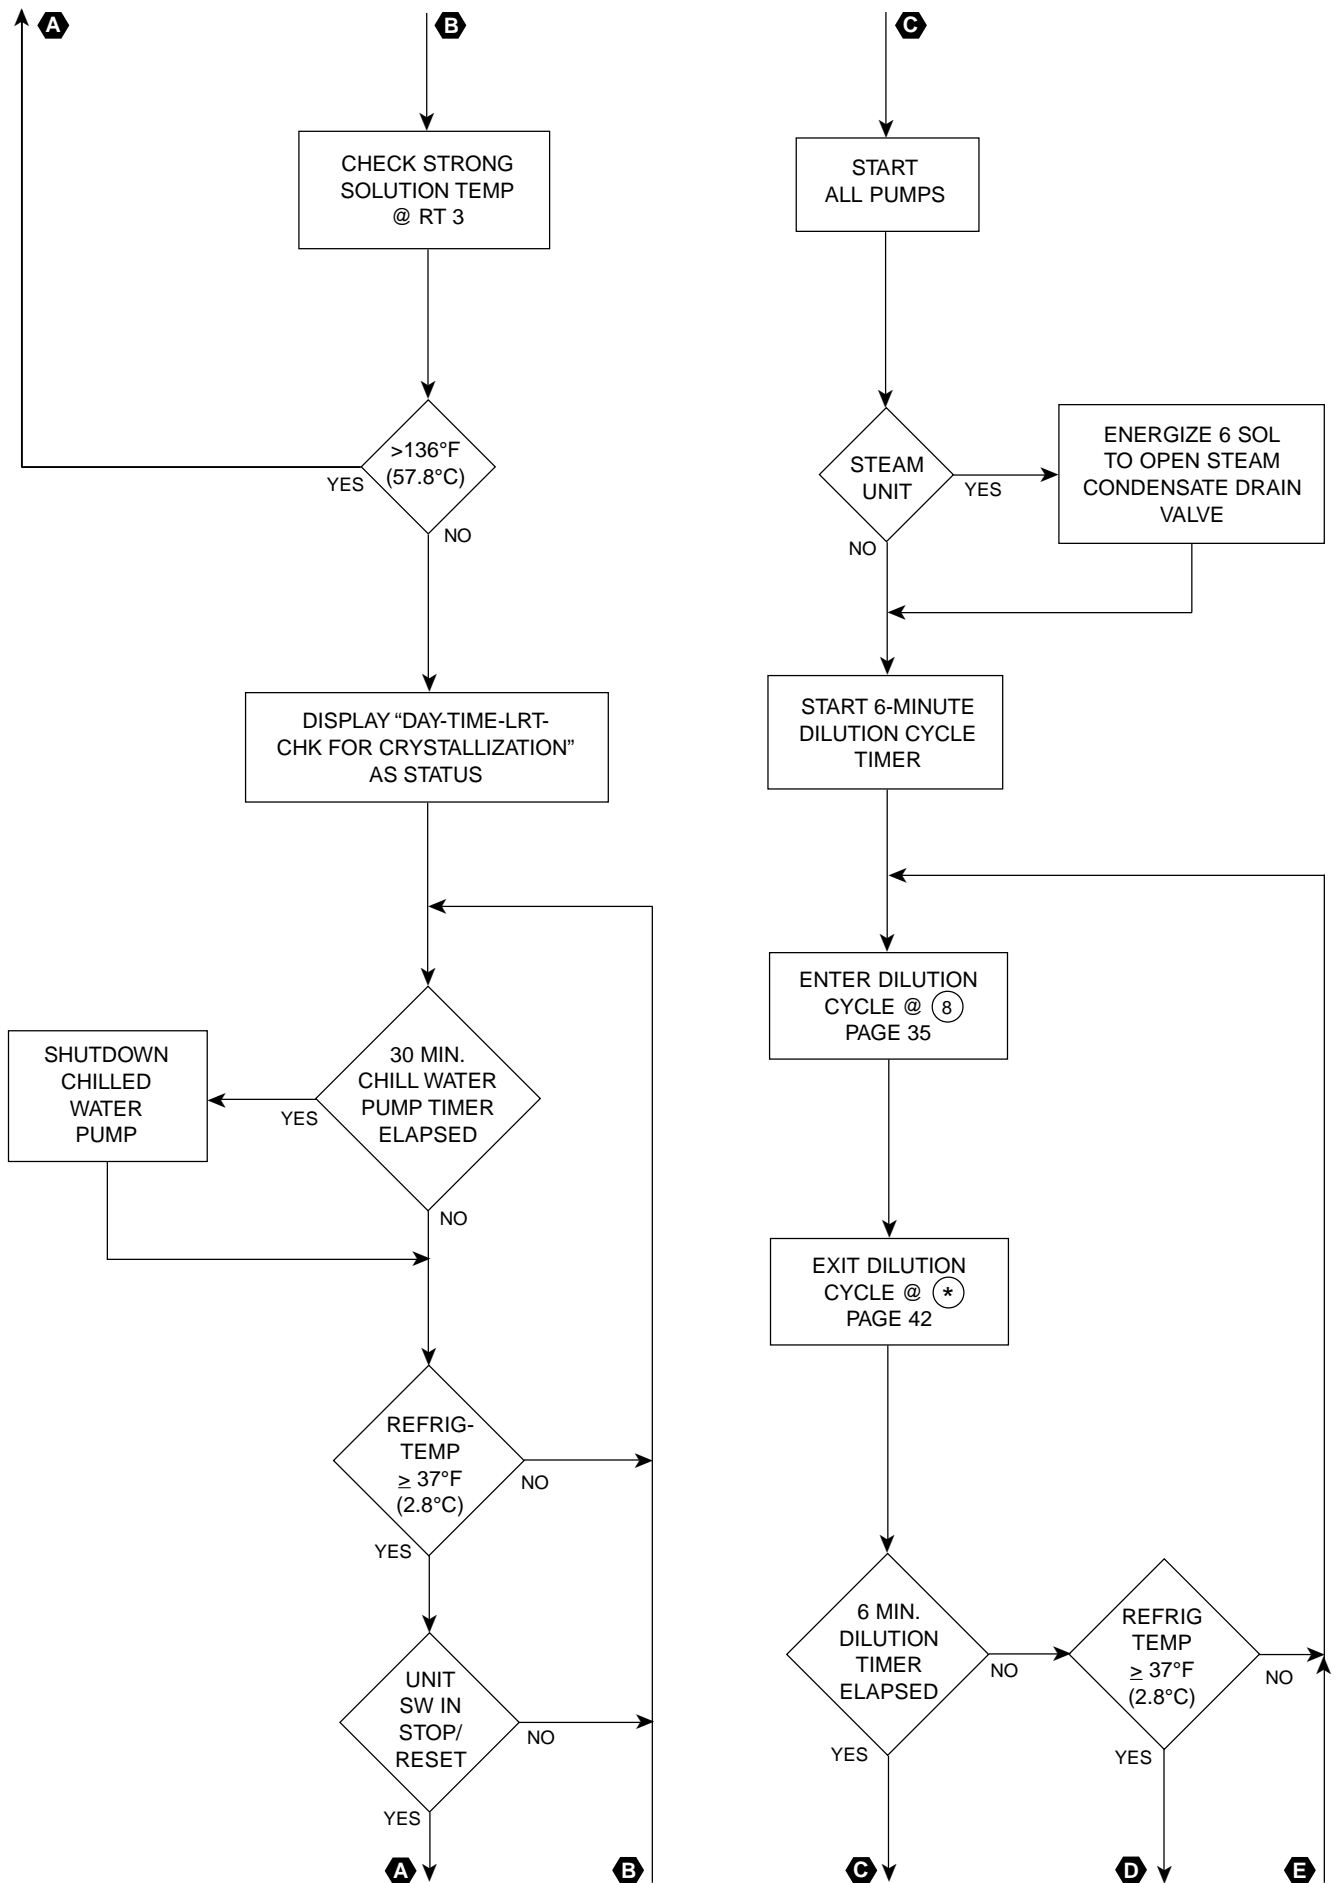 A
B
C
CHECK STRONG
SOLUTION TEMP
@ RT 3
START
ALL PUMPS
>136°F
(57.8°C)
YES
NO
STEAM
UNIT
YES
NO
ENERGIZE 6 SOL
TO OPEN STEAM
CONDENSATE DRAIN
VALVE
DISPLAY “DAY-TIME-LRT-
CHK FOR CRYSTALLIZATION”
AS STATUS
START 6-MINUTE
DILUTION CYCLE
TIMER
30 MIN.
CHILL WATER
PUMP TIMER
ELAPSED
YES
NO
SHUTDOWN
CHILLED
WATER
PUMP
ENTER DILUTION
CYCLE @ 8
PAGE 35
EXIT DILUTION
CYCLE @ *
PAGE 42
REFRIG-
TEMP
≥ 37°F
(2.8°C)
NO
YES
UNIT
SW IN
STOP/
RESET
NO
YES
6 MIN.
DILUTION
TIMER
ELAPSED
NO
YES
REFRIG
TEMP
≥ 37°F
(2.8°C)
NO
YES
A
B
C
D
E